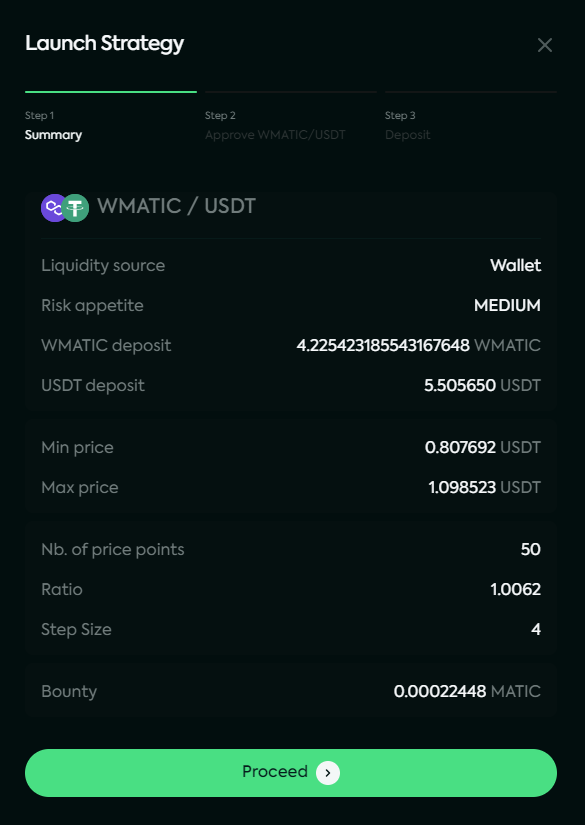 Launch Strategy
Step 1
Step 2
Step 3
Summary
Approve WMATIC/USDT
Deposit
WMATIC / USDT
Liquidity source Wallet
Risk appetite MEDIUM
WMATIC deposit 4.225423185543167648 WMATIC
USDT deposit 5.505650 USDT
Min price 0.807692 USDT
Max price 1.098523 USDT
Nb. of price points 50
Ratio 1.0062
Step Size 4
Bounty 0.00022448 MATIC
Proceed